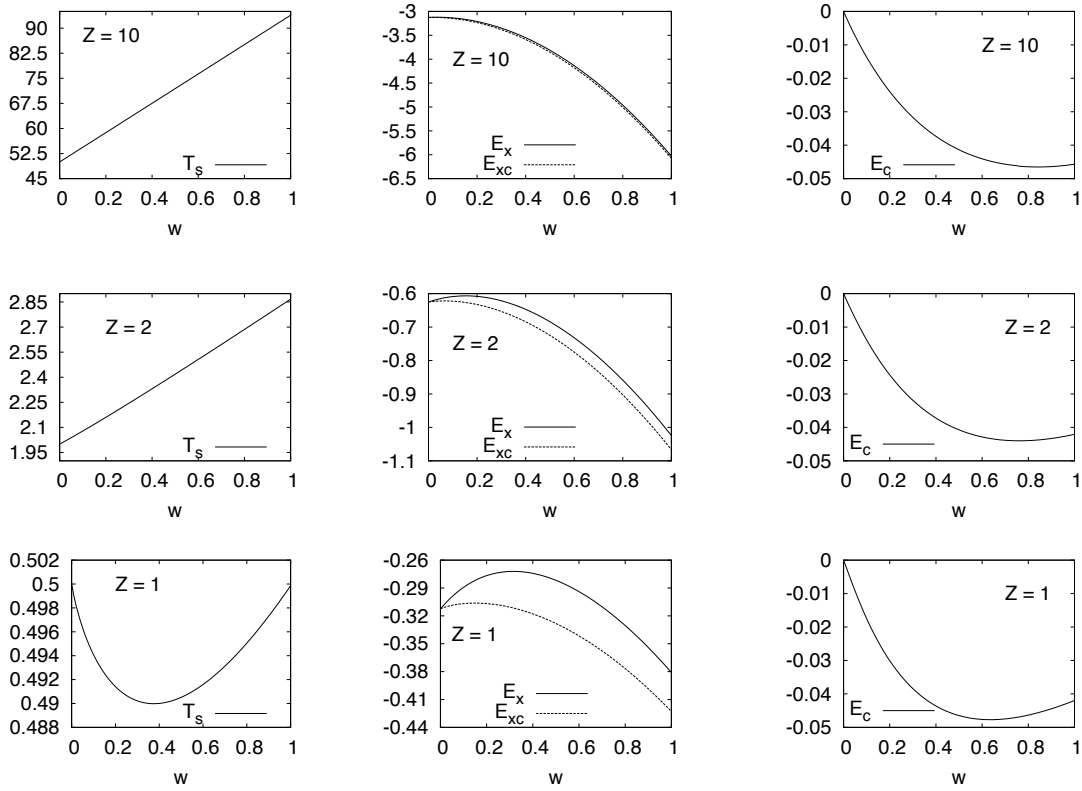 90
82.5
75
67.5
60
52.5
45
Z = 10
T_s
0 0.2 0.4 0.6 0.8 1
w
-3
-3.5
-4
-4.5
-5
-5.5
-6
-6.5
Z = 10
E_x
E_xc
0 0.2 0.4 0.6 0.8 1
w
0
-0.01
-0.02
-0.03
-0.04
-0.05
Z = 10
E_c
0 0.2 0.4 0.6 0.8 1
w
2.85
2.7
2.55
2.4
2.25
2.1
1.95
Z = 2
T_s
0 0.2 0.4 0.6 0.8 1
w
-0.6
-0.7
-0.8
-0.9
-1
-1.1
Z = 2
E_x
E_xc
0 0.2 0.4 0.6 0.8 1
w
0
-0.01
-0.02
-0.03
-0.04
-0.05
Z = 2
E_c
0 0.2 0.4 0.6 0.8 1
w
0.502
0.5
0.498
0.496
0.494
0.492
0.49
0.488
Z = 1
T_s
0 0.2 0.4 0.6 0.8 1
w
-0.26
-0.29
-0.32
-0.35
-0.38
-0.41
-0.44
Z = 1
E_x
E_xc
0 0.2 0.4 0.6 0.8 1
w
0
-0.01
-0.02
-0.03
-0.04
-0.05
Z = 1
E_c
0 0.2 0.4 0.6 0.8 1
w